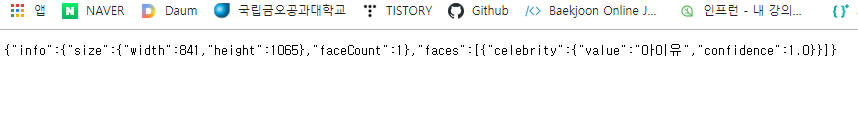 앱 NAVER Daum 국립금오공과대학교 TISTORY Github Baekjoon Online J... 인프런 - 내 강의...
{"info":{"size":{"width":841,"height":1065},"faceCount":1},"faces":[{"celebrity":{"value":"아이유","confidence":1.0}}]}